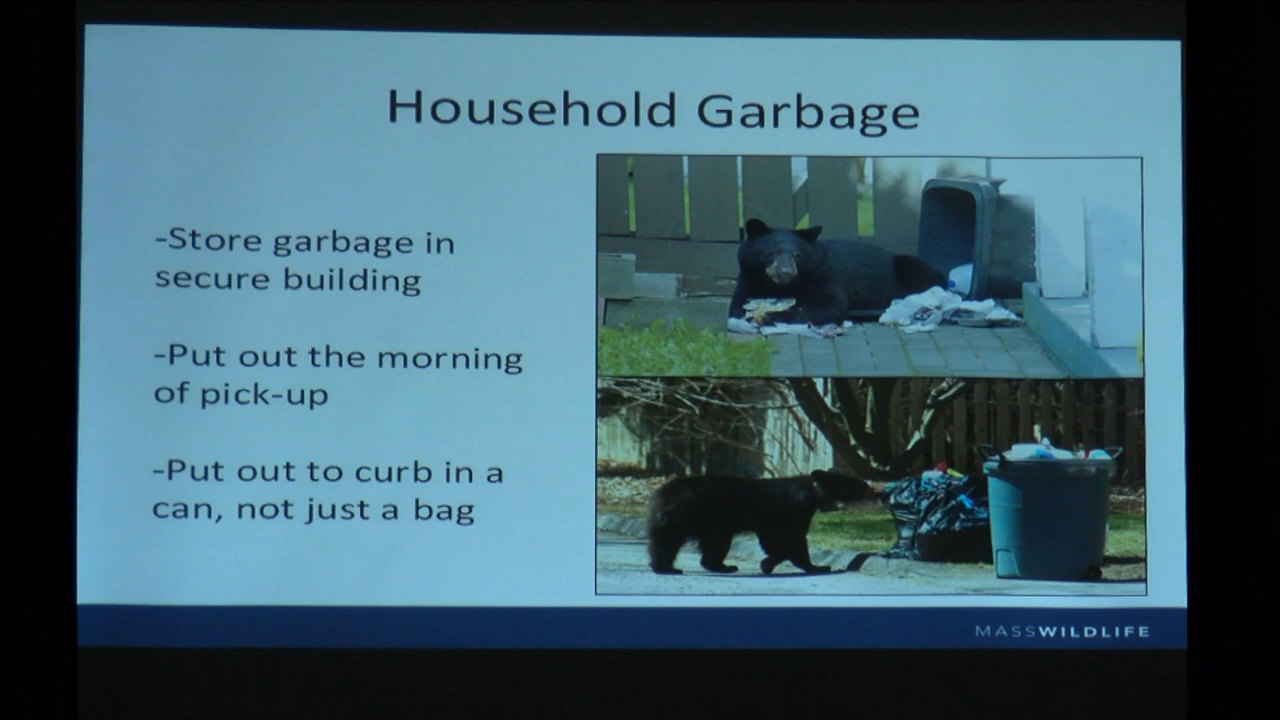 Household Garbage
-Store garbage in
secure building
-Put out the morning
of pick-up
-Put out to curb in a
can, not just a bag
MASSWILDLIFE